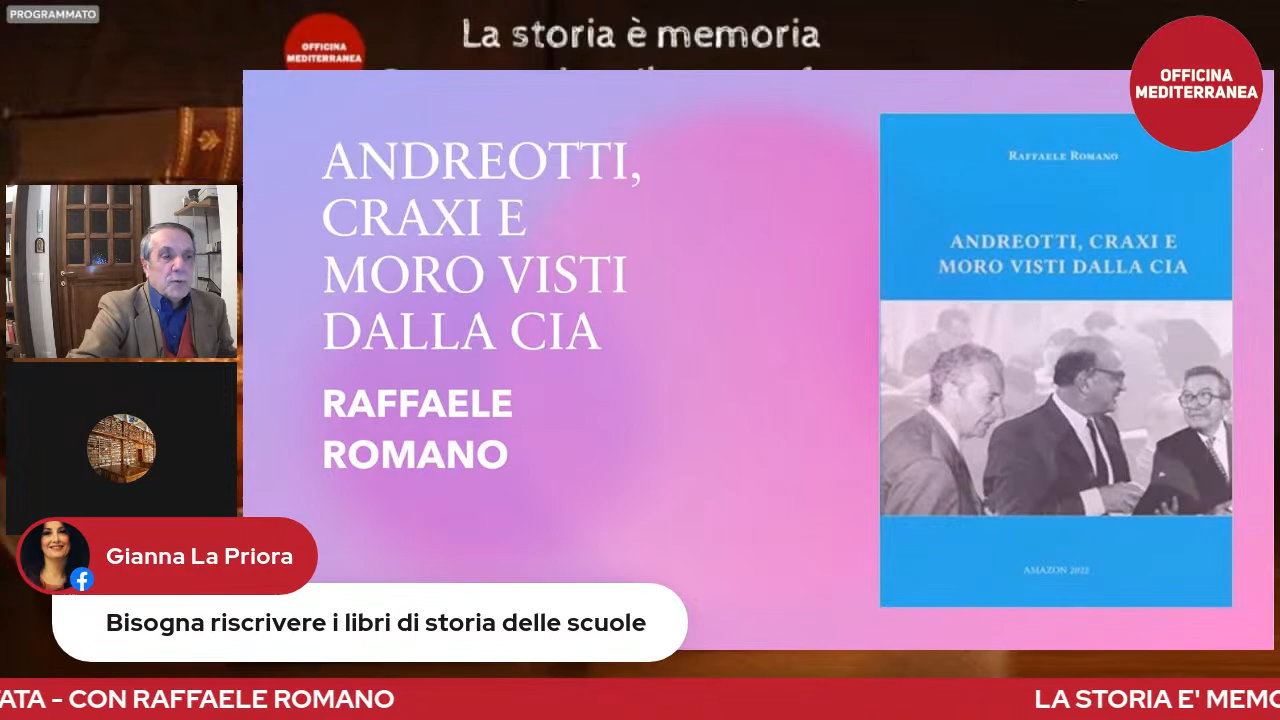 PROGRAMMATO
La storia è memoria
OFFICINA
MEDITERRANEA
OFFICINA
MEDITERRANEA
ANDREOTTI,
CRAXI E
MORO VISTI
DALLA CIA
RAFFAELE
ROMANO
RAFFAELE ROMANO
ANDREOTTI, CRAXI E
MORO VISTI DALLA CIA
AMAZON 2022
Gianna La Priora
Bisogna riscrivere i libri di storia delle scuole
TATA - CON RAFFAELE ROMANO
LA STORIA E' MEMO